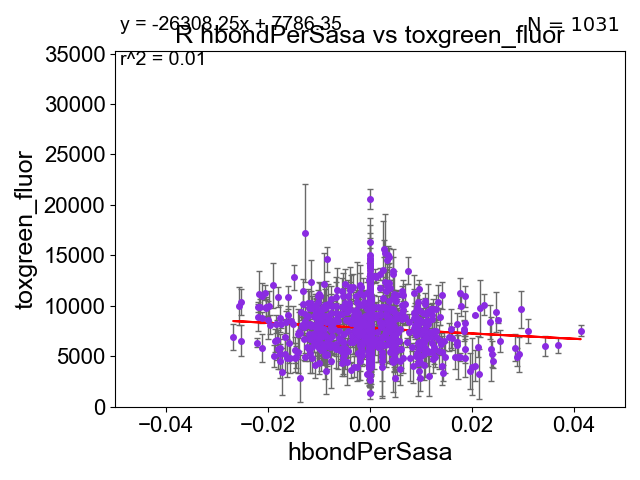 y = -26308.25x + 7786.35
N = 1031
R hbondPerSasa vs toxgreen_fluor
r^2 = 0.01
35000
30000
25000
20000
15000
10000
5000
0
toxgreen_fluor
−0.04 −0.02 0.00 0.02 0.04
hbondPerSasa